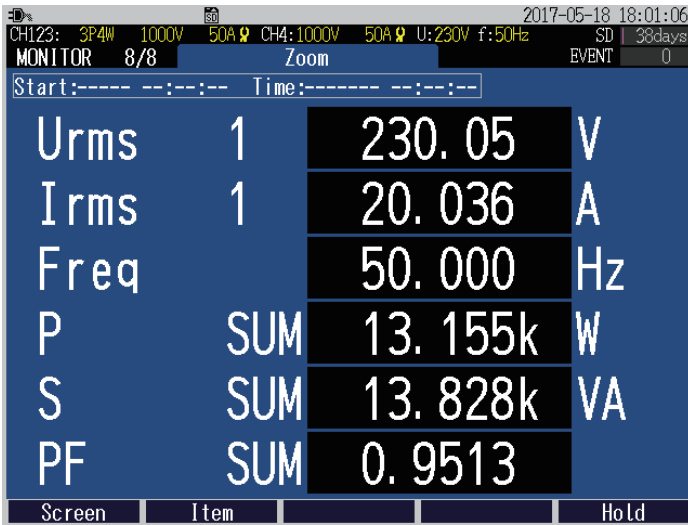 SD 2017-05-18 18:01:06
CH123: 3P4W 1000V 50A CH4:1000V 50A U:230V f:50Hz SD 38days
MONITOR 8/8 Zoom EVENT 0
Start:----- --:--:-- Time:------- --:--:--
Urms 1 230.05 V
Irms 1 20.036 A
Freq 50.000 Hz
P SUM 13.155k W
S SUM 13.828k VA
PF SUM 0.9513
Screen Item Hold